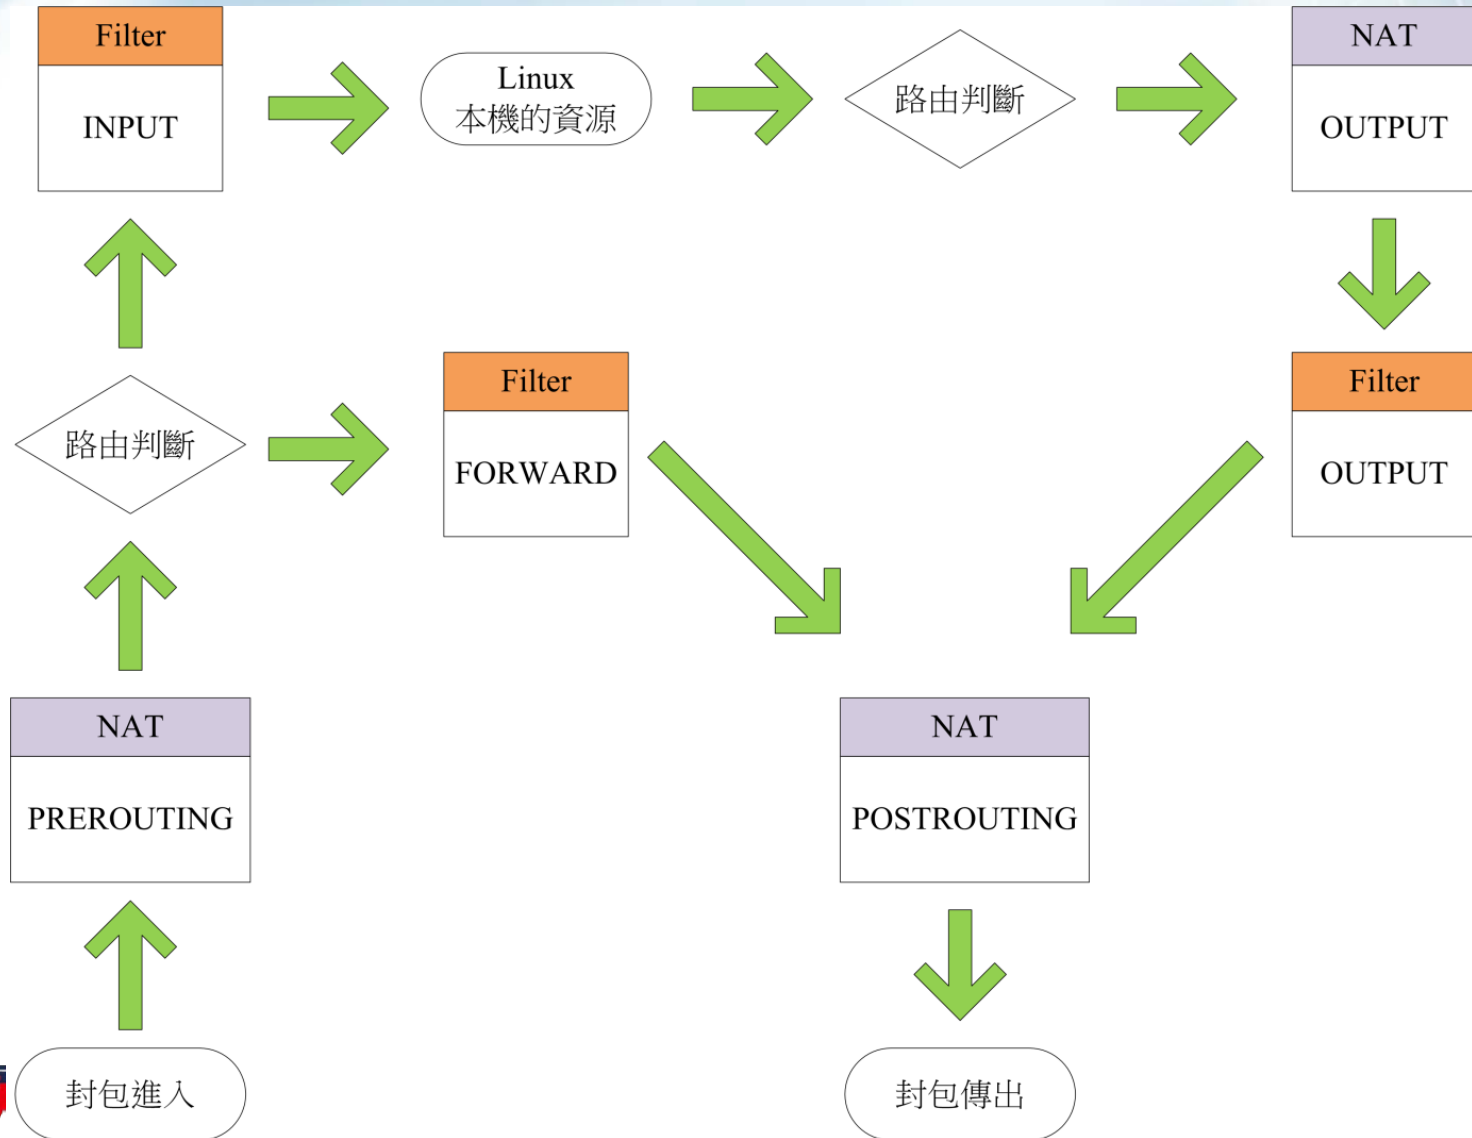 Filter
INPUT
Linux
本機的資源
路由判斷
NAT
OUTPUT
路由判斷
Filter
FORWARD
Filter
OUTPUT
NAT
PREROUTING
NAT
POSTROUTING
封包進入
封包傳出